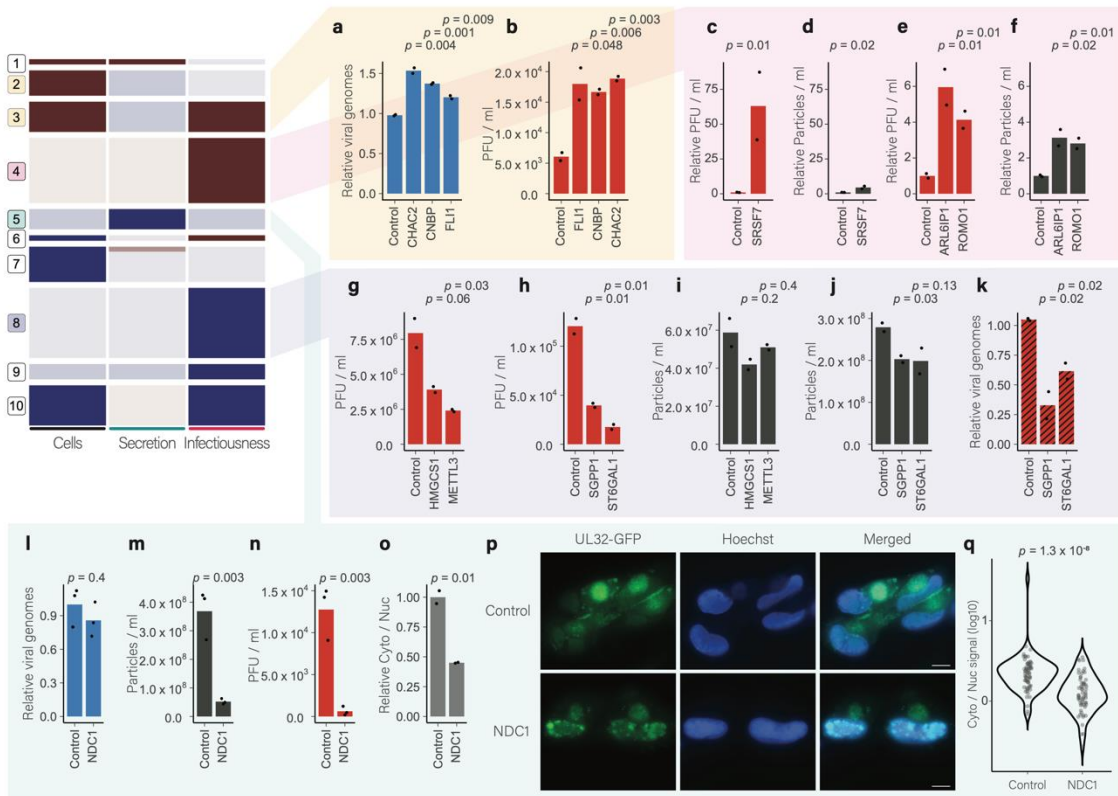 1
2
3
4
5
6
7
8
9
10
Cells
Secretion
Infectiousness
a
p = 0.009
p = 0.001
p = 0.004
Relative viral genomes
1.5
1.0
0.5
0.0
Control
CHAC2
CNBP
FLI1
b
p = 0.003
p = 0.006
p = 0.048
PFU / ml
2.0 x 10⁴
1.5 x 10⁴
1.0 x 10⁴
5.0 x 10³
0.0
Control
FLI1
CNBP
CHAC2
c
p = 0.01
Relative PFU / ml
75
50
25
0
Control
SRSF7
d
p = 0.02
Relative Particles / ml
75
50
25
0
Control
SRSF7
e
p = 0.01
p = 0.01
Relative PFU / ml
6
4
2
0
Control
ARL6IP1
ROMO1
f
p = 0.01
p = 0.02
Relative Particles / ml
6
4
2
0
Control
ARL6IP1
ROMO1
g
p = 0.03
p = 0.06
PFU / ml
7.5 x 10⁶
5.0 x 10⁶
2.5 x 10⁶
0.0
Control
HMGCS1
METTL3
h
p = 0.01
p = 0.01
PFU / ml
1.0 x 10⁵
5.0 x 10⁴
0.0
Control
SGPP1
ST6GAL1
i
p = 0.4
p = 0.2
Particles / ml
6.0 x 10⁷
4.0 x 10⁷
2.0 x 10⁷
0.0
Control
HMGCS1
METTL3
j
p = 0.13
p = 0.03
Particles / ml
3.0 x 10⁸
2.0 x 10⁸
1.0 x 10⁸
0.0
Control
SGPP1
ST6GAL1
k
p = 0.02
p = 0.02
Relative viral genomes
1.00
0.75
0.50
0.25
0.00
Control
SGPP1
ST6GAL1
l
p = 0.4
Relative viral genomes
1.00
0.75
0.50
0.25
0.00
Control
NDC1
m
p = 0.003
Particles / ml
4.0 x 10⁸
3.0 x 10⁸
2.0 x 10⁸
1.0 x 10⁸
0.0
Control
NDC1
n
p = 0.003
PFU / ml
1.5 x 10⁴
1.0 x 10⁴
5.0 x 10³
0.0
Control
NDC1
o
p = 0.01
Relative Cyto / Nuc
1.00
0.75
0.50
0.25
0.00
Control
NDC1
p
UL32-GFP
Hoechst
Merged
Control
NDC1
q
p = 1.3 x 10⁻⁶
Cyto / Nuc signal (log10)
1
0
Control
NDC1